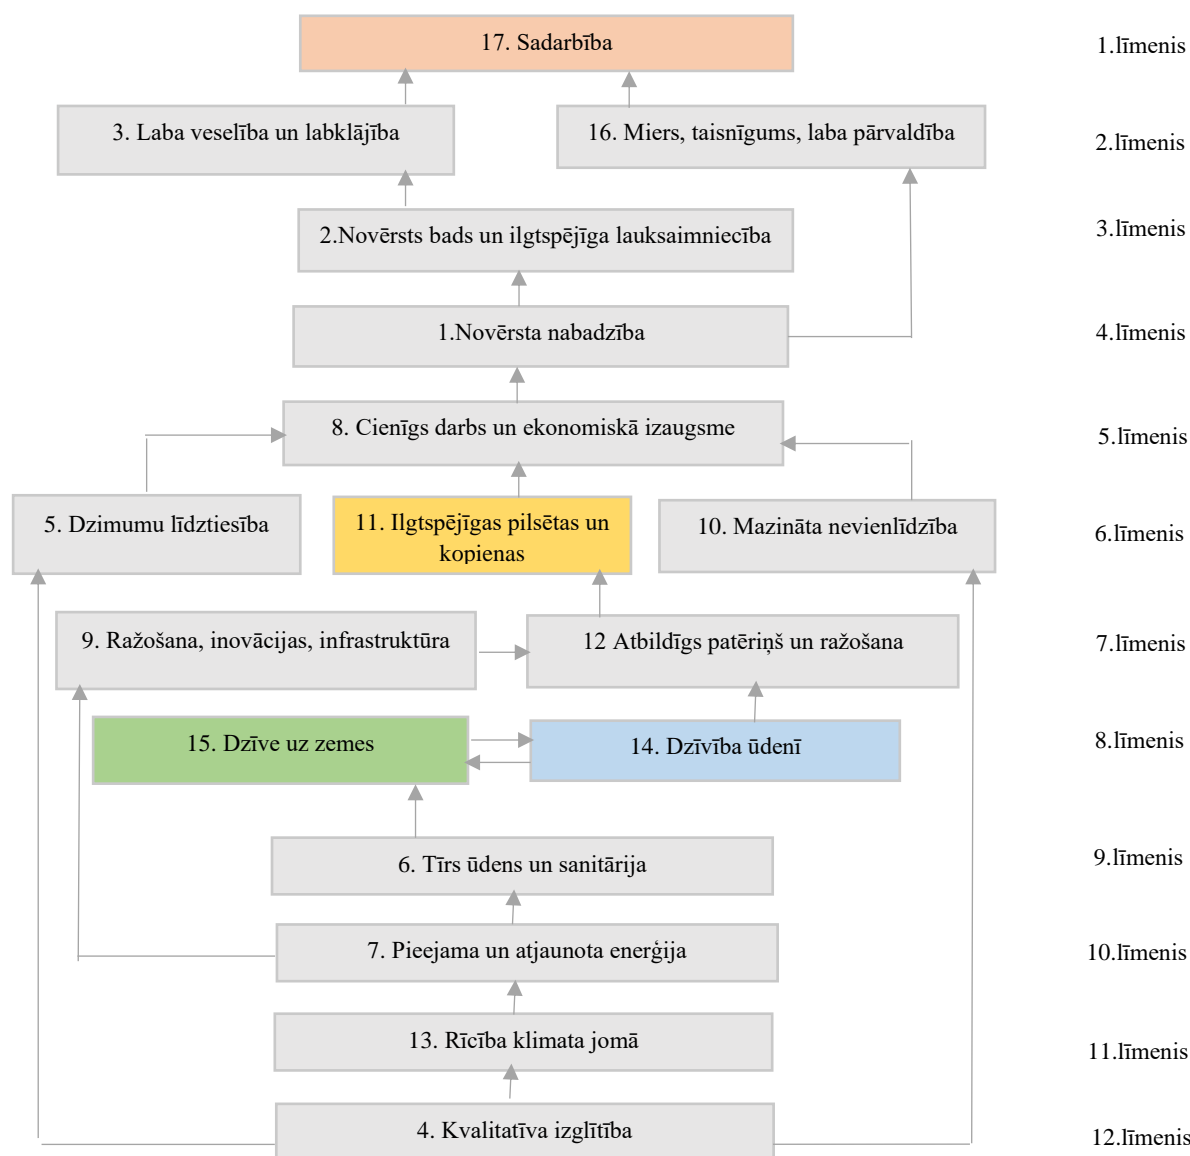 17. Sadarbība
1.līmenis
3. Laba veselība un labklājība
16. Miers, taisnīgums, laba pārvaldība
2.līmenis
2.Novērsts bads un ilgtspējīga lauksaimniecība
3.līmenis
1.Novērsta nabadzība
4.līmenis
8. Cienīgs darbs un ekonomiskā izaugsme
5.līmenis
5. Dzimumu līdztiesība
11. Ilgtspējīgas pilsētas un
kopienas
10. Mazināta nevienlīdzība
6.līmenis
9. Ražošana, inovācijas, infrastruktūra
12 Atbildīgs patēriņš un ražošana
7.līmenis
15. Dzīve uz zemes
14. Dzīvība ūdenī
8.līmenis
6. Tīrs ūdens un sanitārija
9.līmenis
7. Pieejama un atjaunota enerģija
10.līmenis
13. Rīcība klimata jomā
11.līmenis
4. Kvalitatīva izglītība
12.līmenis